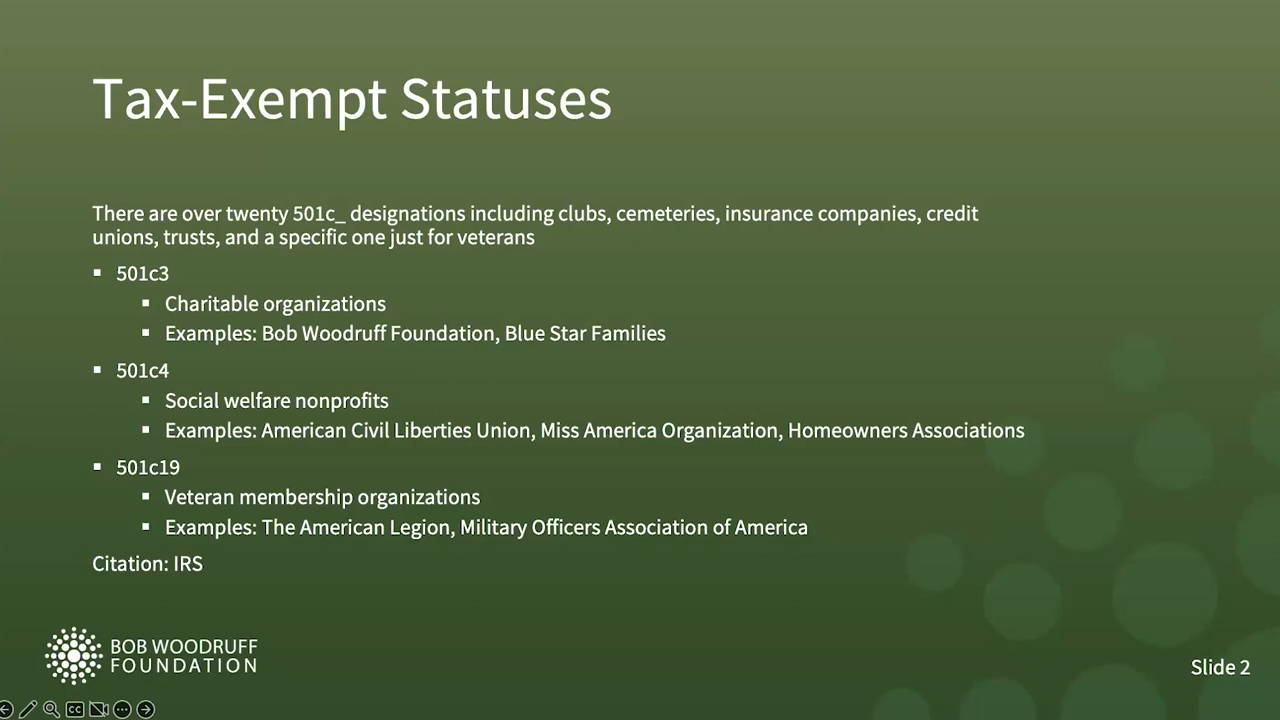 Tax-Exempt Statuses
There are over twenty 501c_ designations including clubs, cemeteries, insurance companies, credit
unions, trusts, and a specific one just for veterans
▪ 501c3
▪ Charitable organizations
▪ Examples: Bob Woodruff Foundation, Blue Star Families
▪ 501c4
▪ Social welfare nonprofits
▪ Examples: American Civil Liberties Union, Miss America Organization, Homeowners Associations
▪ 501c19
▪ Veteran membership organizations
▪ Examples: The American Legion, Military Officers Association of America
Citation: IRS
BOB WOODRUFF
FOUNDATION
Slide 2
CC